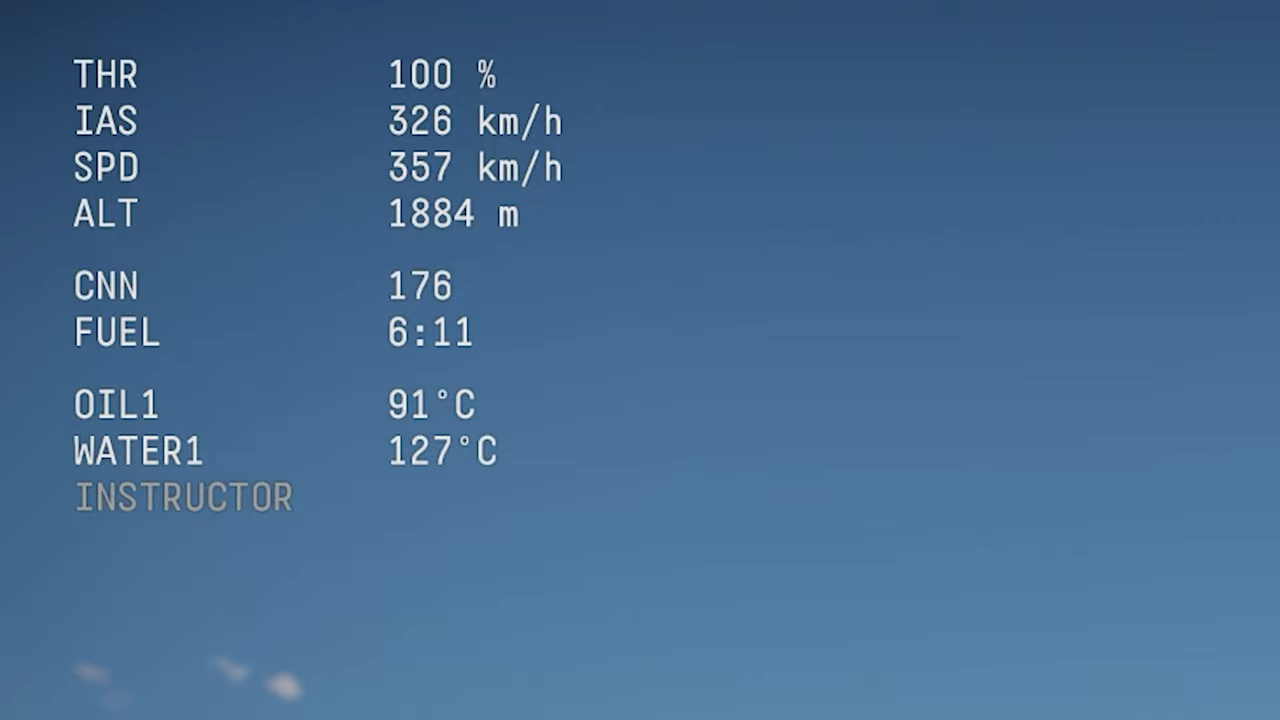 THR 100 %
IAS 326 km/h
SPD 357 km/h
ALT 1884 m
CNN 176
FUEL 6:11
OIL1 91°C
WATER1 127°C
INSTRUCTOR